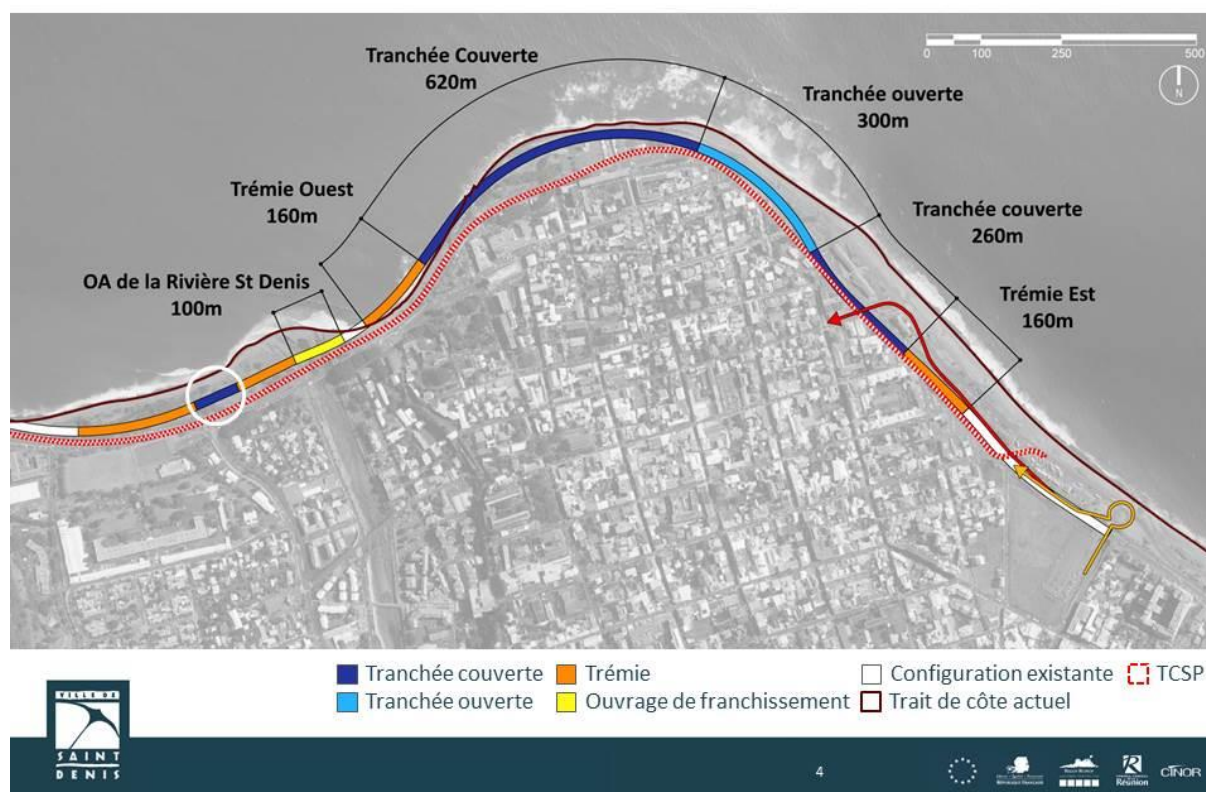 Tranchée Couverte
620m
0 100 250 500
N
Tranchée ouverte
300m
Trémie Ouest
160m
Tranchée couverte
260m
OA de la Rivière St Denis
100m
Trémie Est
160m
Tranchée couverte
Trémie
Configuration existante
TCSP
Tranchée ouverte
Ouvrage de franchissement
Trait de côte actuel
VILLE DE
SAINT
DENIS
4
Réunion
CINOR